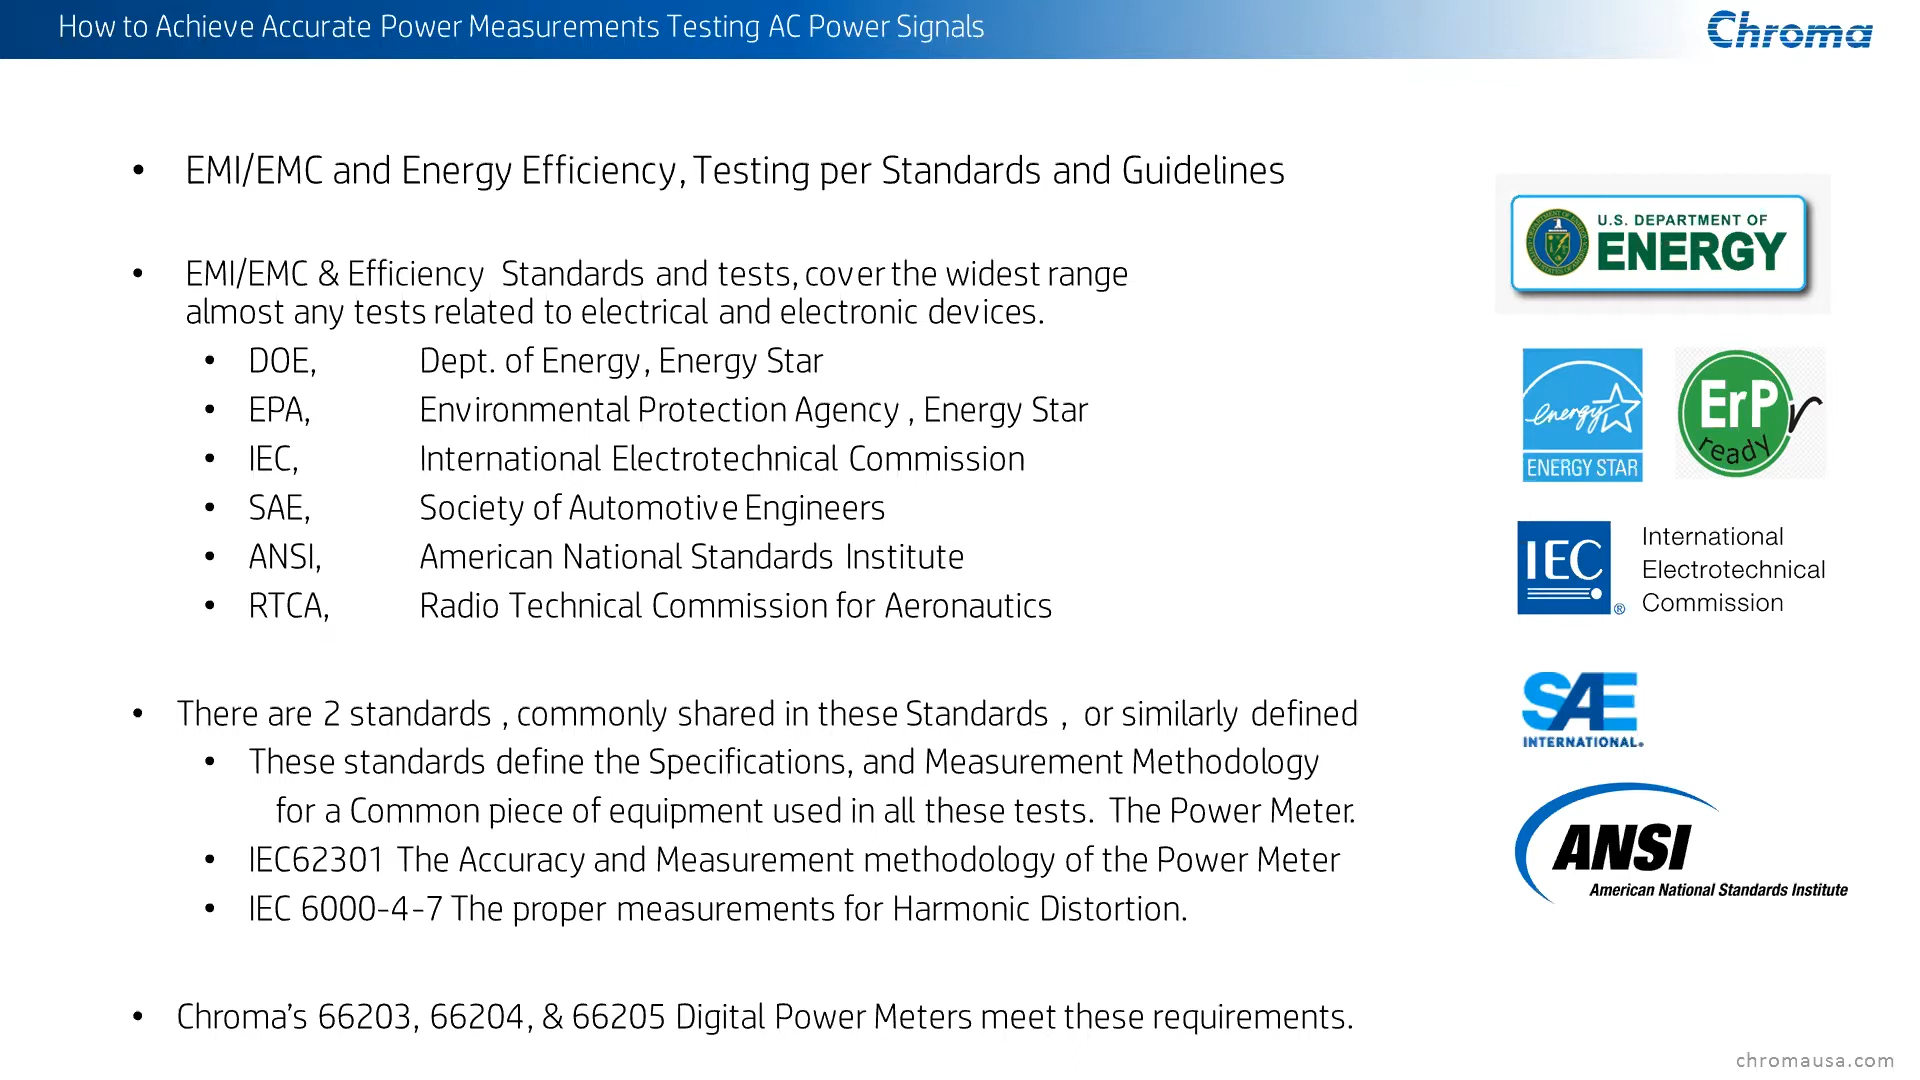 How to Achieve Accurate Power Measurements Testing AC Power Signals
Chroma
• EMI/EMC and Energy Efficiency, Testing per Standards and Guidelines
• EMI/EMC & Efficiency Standards and tests, cover the widest range
almost any tests related to electrical and electronic devices.
• DOE, Dept. of Energy, Energy Star
• EPA, Environmental Protection Agency , Energy Star
• IEC, International Electrotechnical Commission
• SAE, Society of Automotive Engineers
• ANSI, American National Standards Institute
• RTCA, Radio Technical Commission for Aeronautics
• There are 2 standards , commonly shared in these Standards , or similarly defined
• These standards define the Specifications, and Measurement Methodology
for a Common piece of equipment used in all these tests. The Power Meter.
• IEC62301 The Accuracy and Measurement methodology of the Power Meter
• IEC 6000-4-7 The proper measurements for Harmonic Distortion.
• Chroma's 66203, 66204, & 66205 Digital Power Meters meet these requirements.
U.S. DEPARTMENT OF
ENERGY
energy
ENERGY STAR
ErP
ready
IEC ®
International
Electrotechnical
Commission
SAE
INTERNATIONAL®
ANSI
American National Standards Institute
chromausa.com